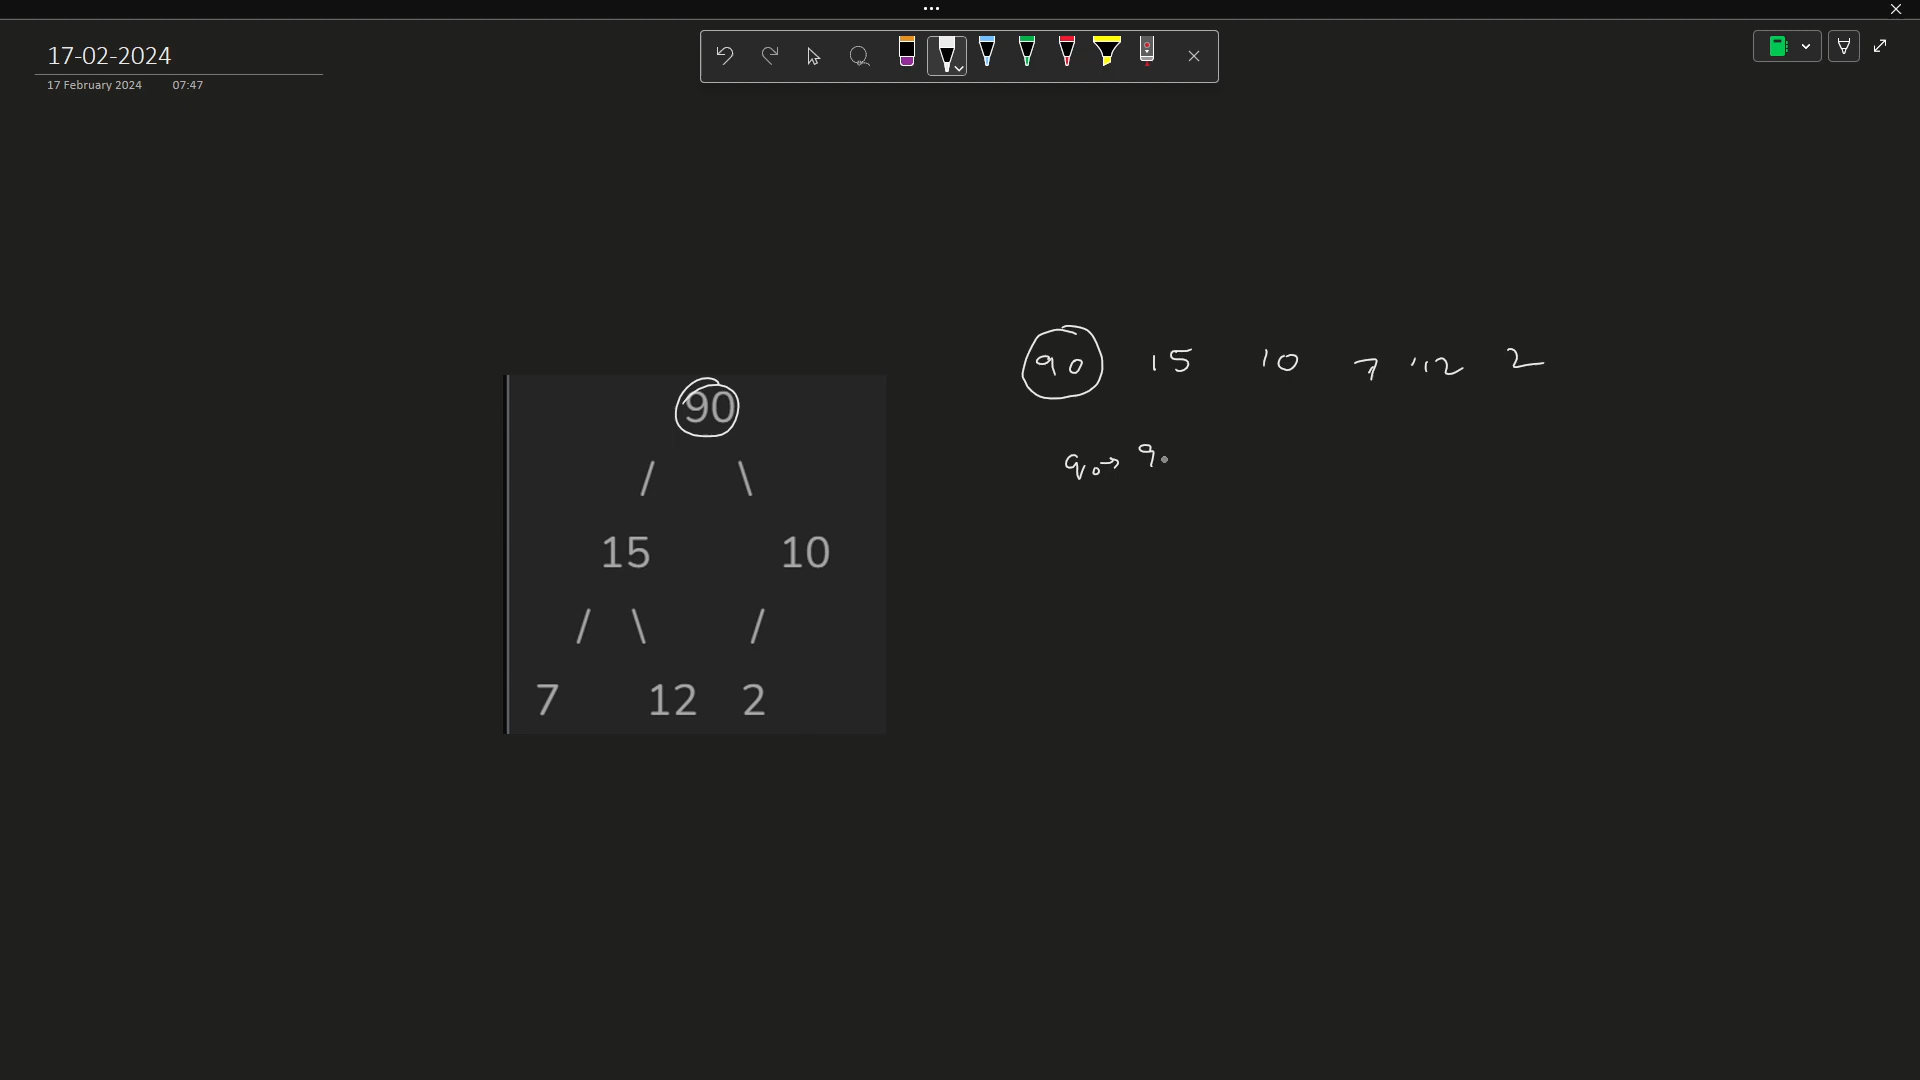 17-02-2024
17 February 2024 07:47
90 15 10 7 12 2
90
90 → 9
/ \
15 10
/ \ /
7 12 2